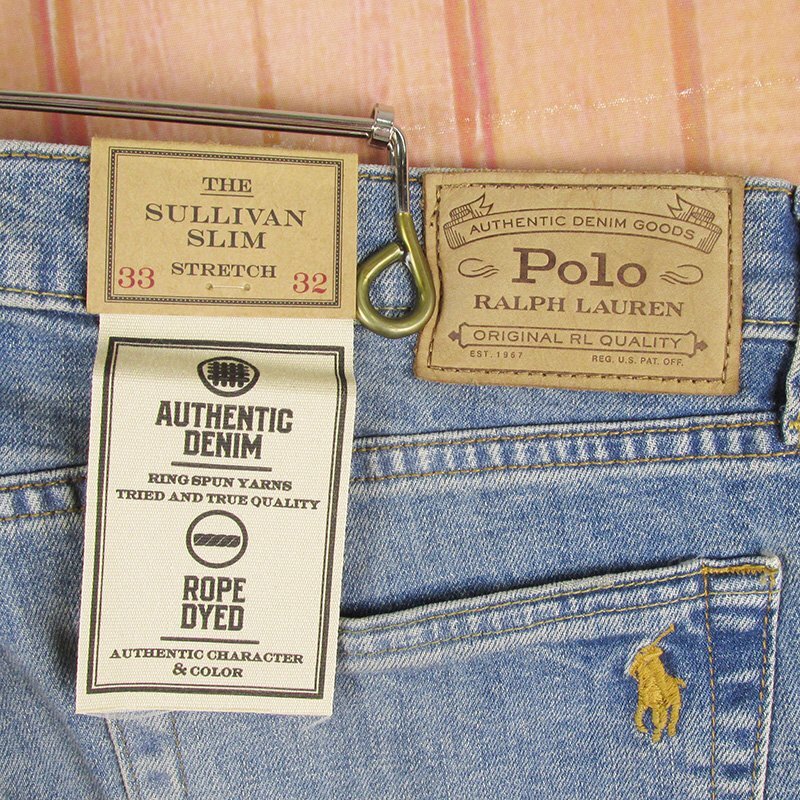 THE
SULLIVAN
SLIM
STRETCH
33 32
AUTHENTIC
DENIM
RING SPUN YARNS
TRIED AND TRUE QUALITY
ROPE
DYED
AUTHENTIC CHARACTER
& COLOR
AUTHENTIC DENIM GOODS
Polo
RALPH LAUREN
ORIGINAL RL QUALITY
EST. 1967 REG. U.S. PAT. OFF.